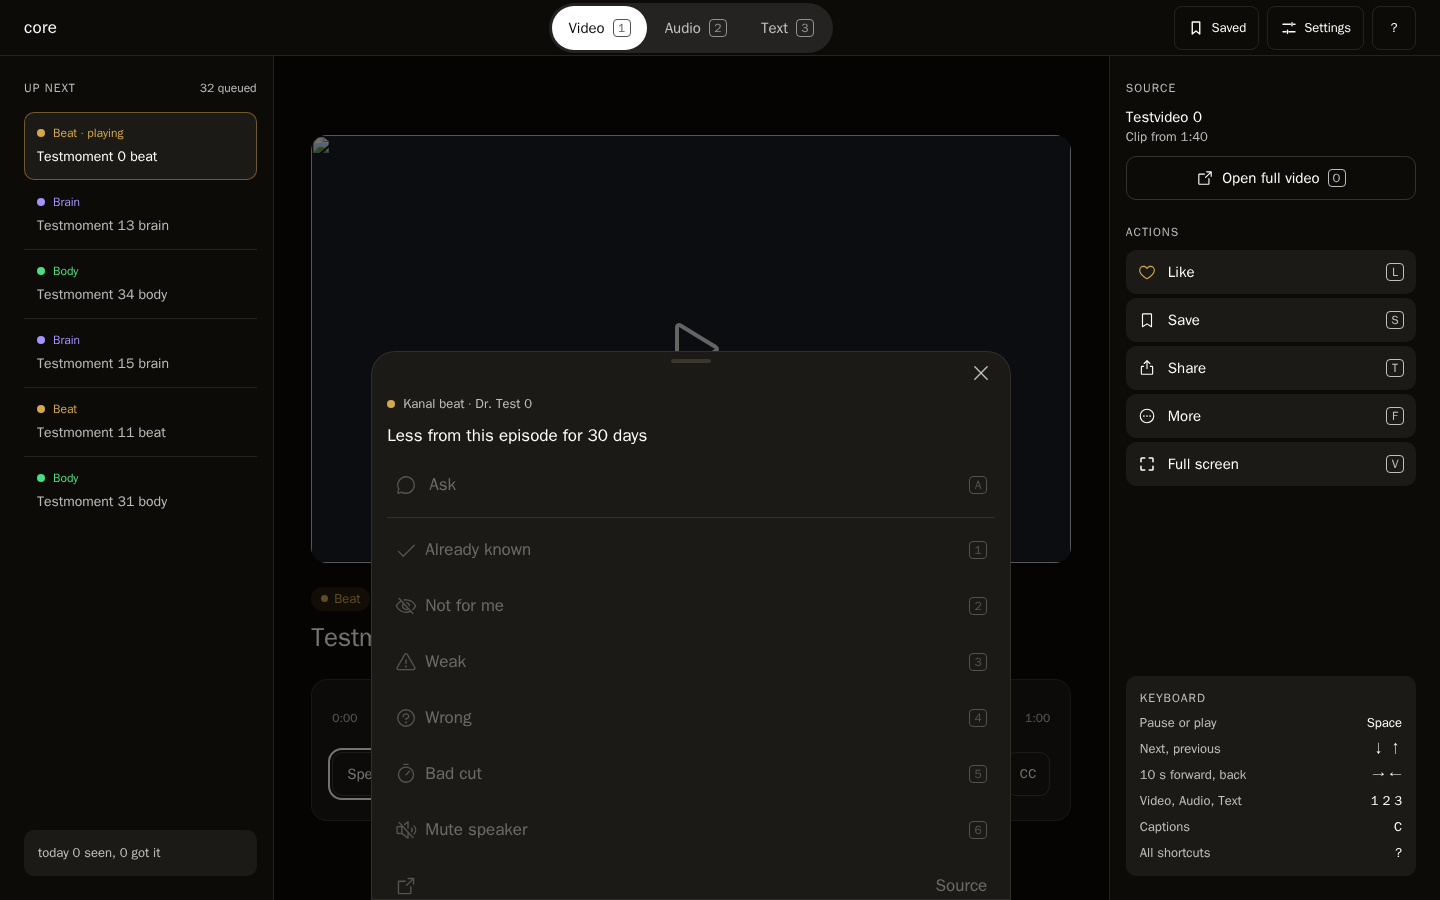 core
Video 1
Audio 2
Text 3
Saved
Settings
?
UP NEXT
32 queued
Beat · playing
Testmoment 0 beat
Brain
Testmoment 13 brain
Body
Testmoment 34 body
Brain
Testmoment 15 brain
Beat
Testmoment 11 beat
Body
Testmoment 31 body
today 0 seen, 0 got it
Kanal beat · Dr. Test 0
Less from this episode for 30 days
Ask A
Already known 1
Not for me 2
Weak 3
Wrong 4
Bad cut 5
Mute speaker 6
Source
Beat
Testm
0:00
1:00
Spe
CC
SOURCE
Testvideo 0
Clip from 1:40
Open full video O
ACTIONS
Like L
Save S
Share T
More F
Full screen V
KEYBOARD
Pause or play Space
Next, previous ↓ ↑
10 s forward, back → ←
Video, Audio, Text 1 2 3
Captions C
All shortcuts ?